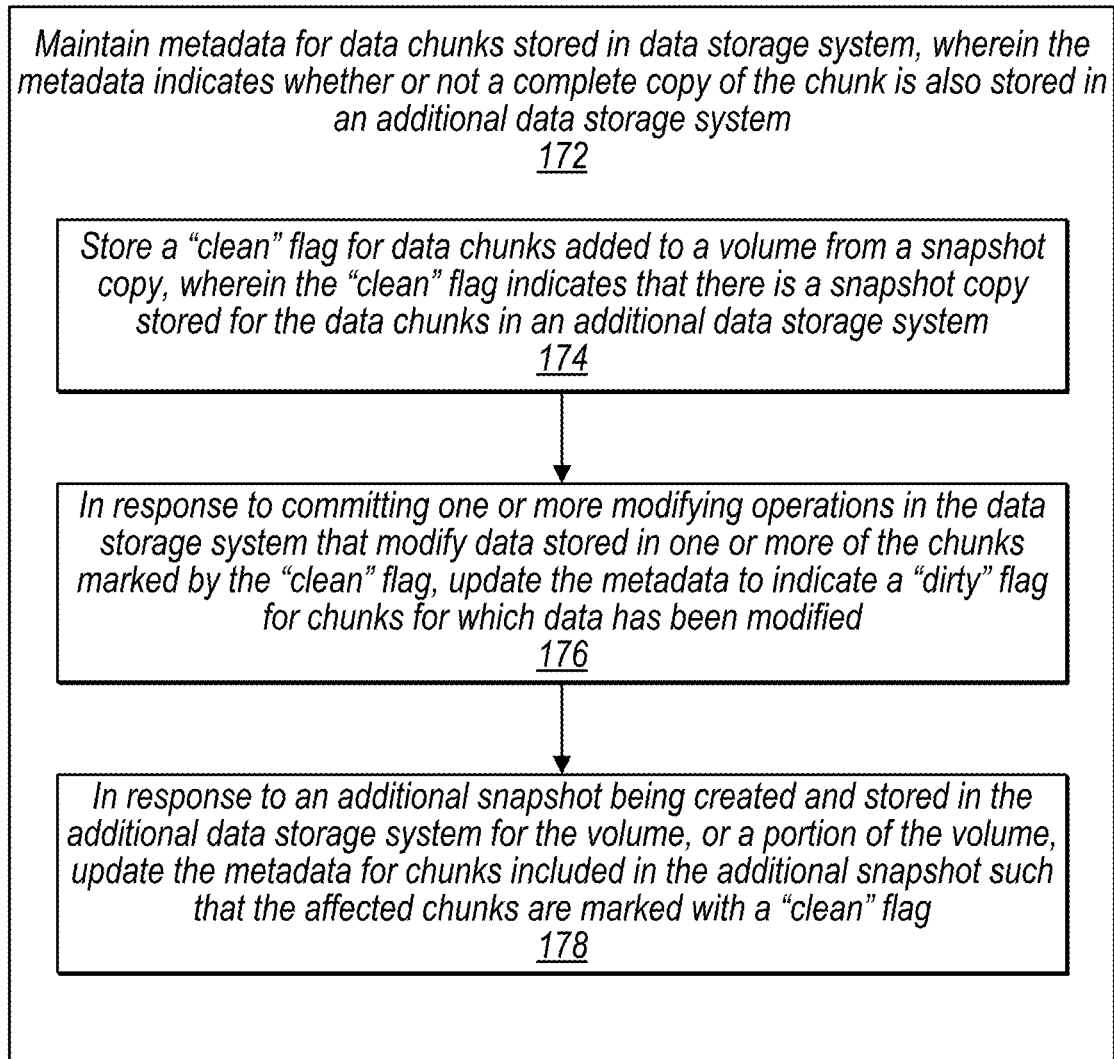 Maintain metadata for data chunks stored in data storage system, wherein the
metadata indicates whether or not a complete copy of the chunk is also stored in
an additional data storage system
172
Store a “clean” flag for data chunks added to a volume from a snapshot
copy, wherein the “clean” flag indicates that there is a snapshot copy
stored for the data chunks in an additional data storage system
174
In response to committing one or more modifying operations in the data
storage system that modify data stored in one or more of the chunks
marked by the “clean” flag, update the metadata to indicate a “dirty” flag
for chunks for which data has been modified
176
In response to an additional snapshot being created and stored in the
additional data storage system for the volume, or a portion of the volume,
update the metadata for chunks included in the additional snapshot such
that the affected chunks are marked with a “clean” flag
178